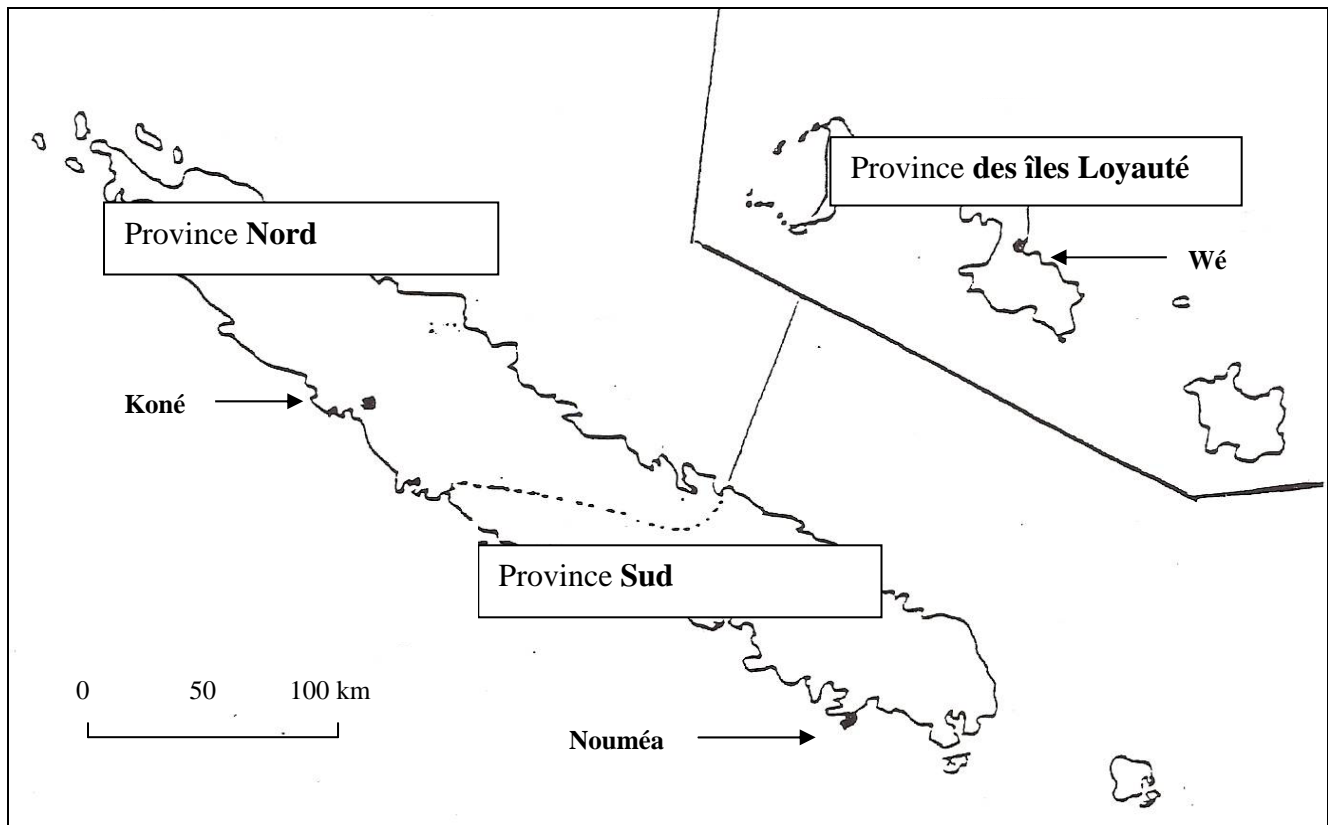 Province des îles Loyauté
Province Nord
Wé
Koné
Province Sud
0 50 100 km
Nouméa